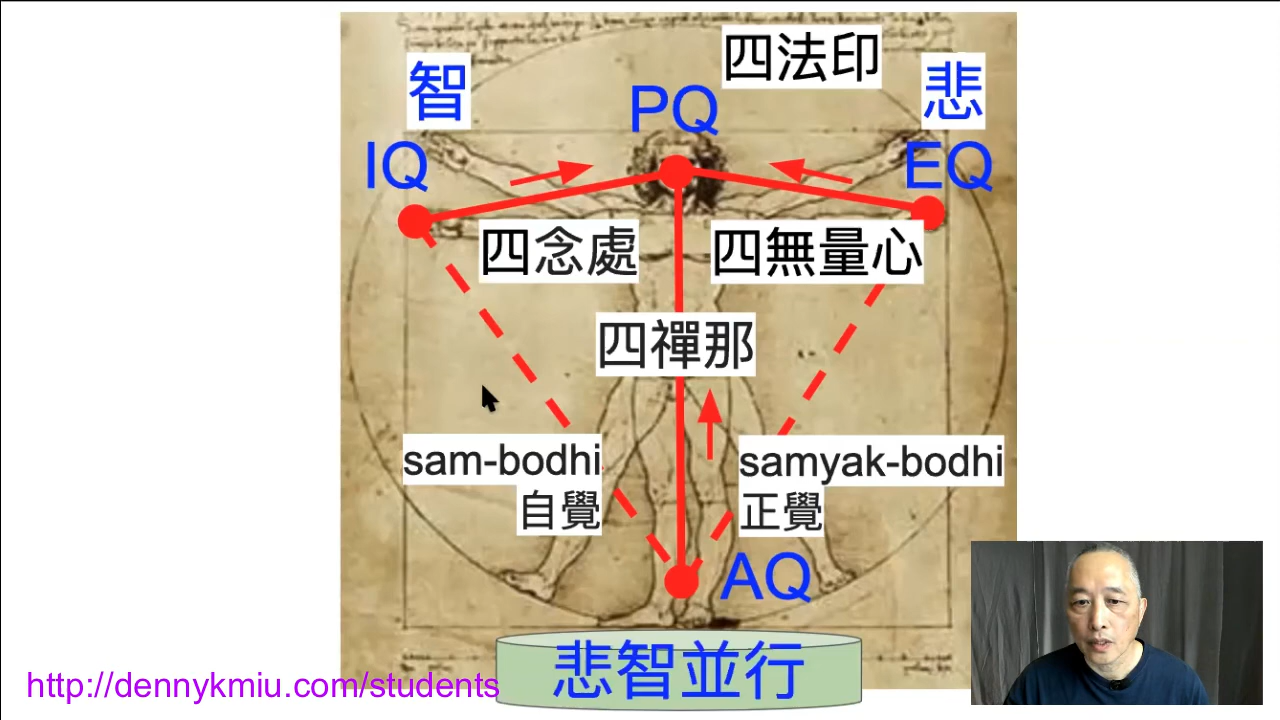 四法印
智
悲
PQ
IQ
EQ
四念處
四無量心
四禪那
sam-bodhi
samyak-bodhi
自覺
正覺
AQ
悲智並行
http://dennykmiu.com/students